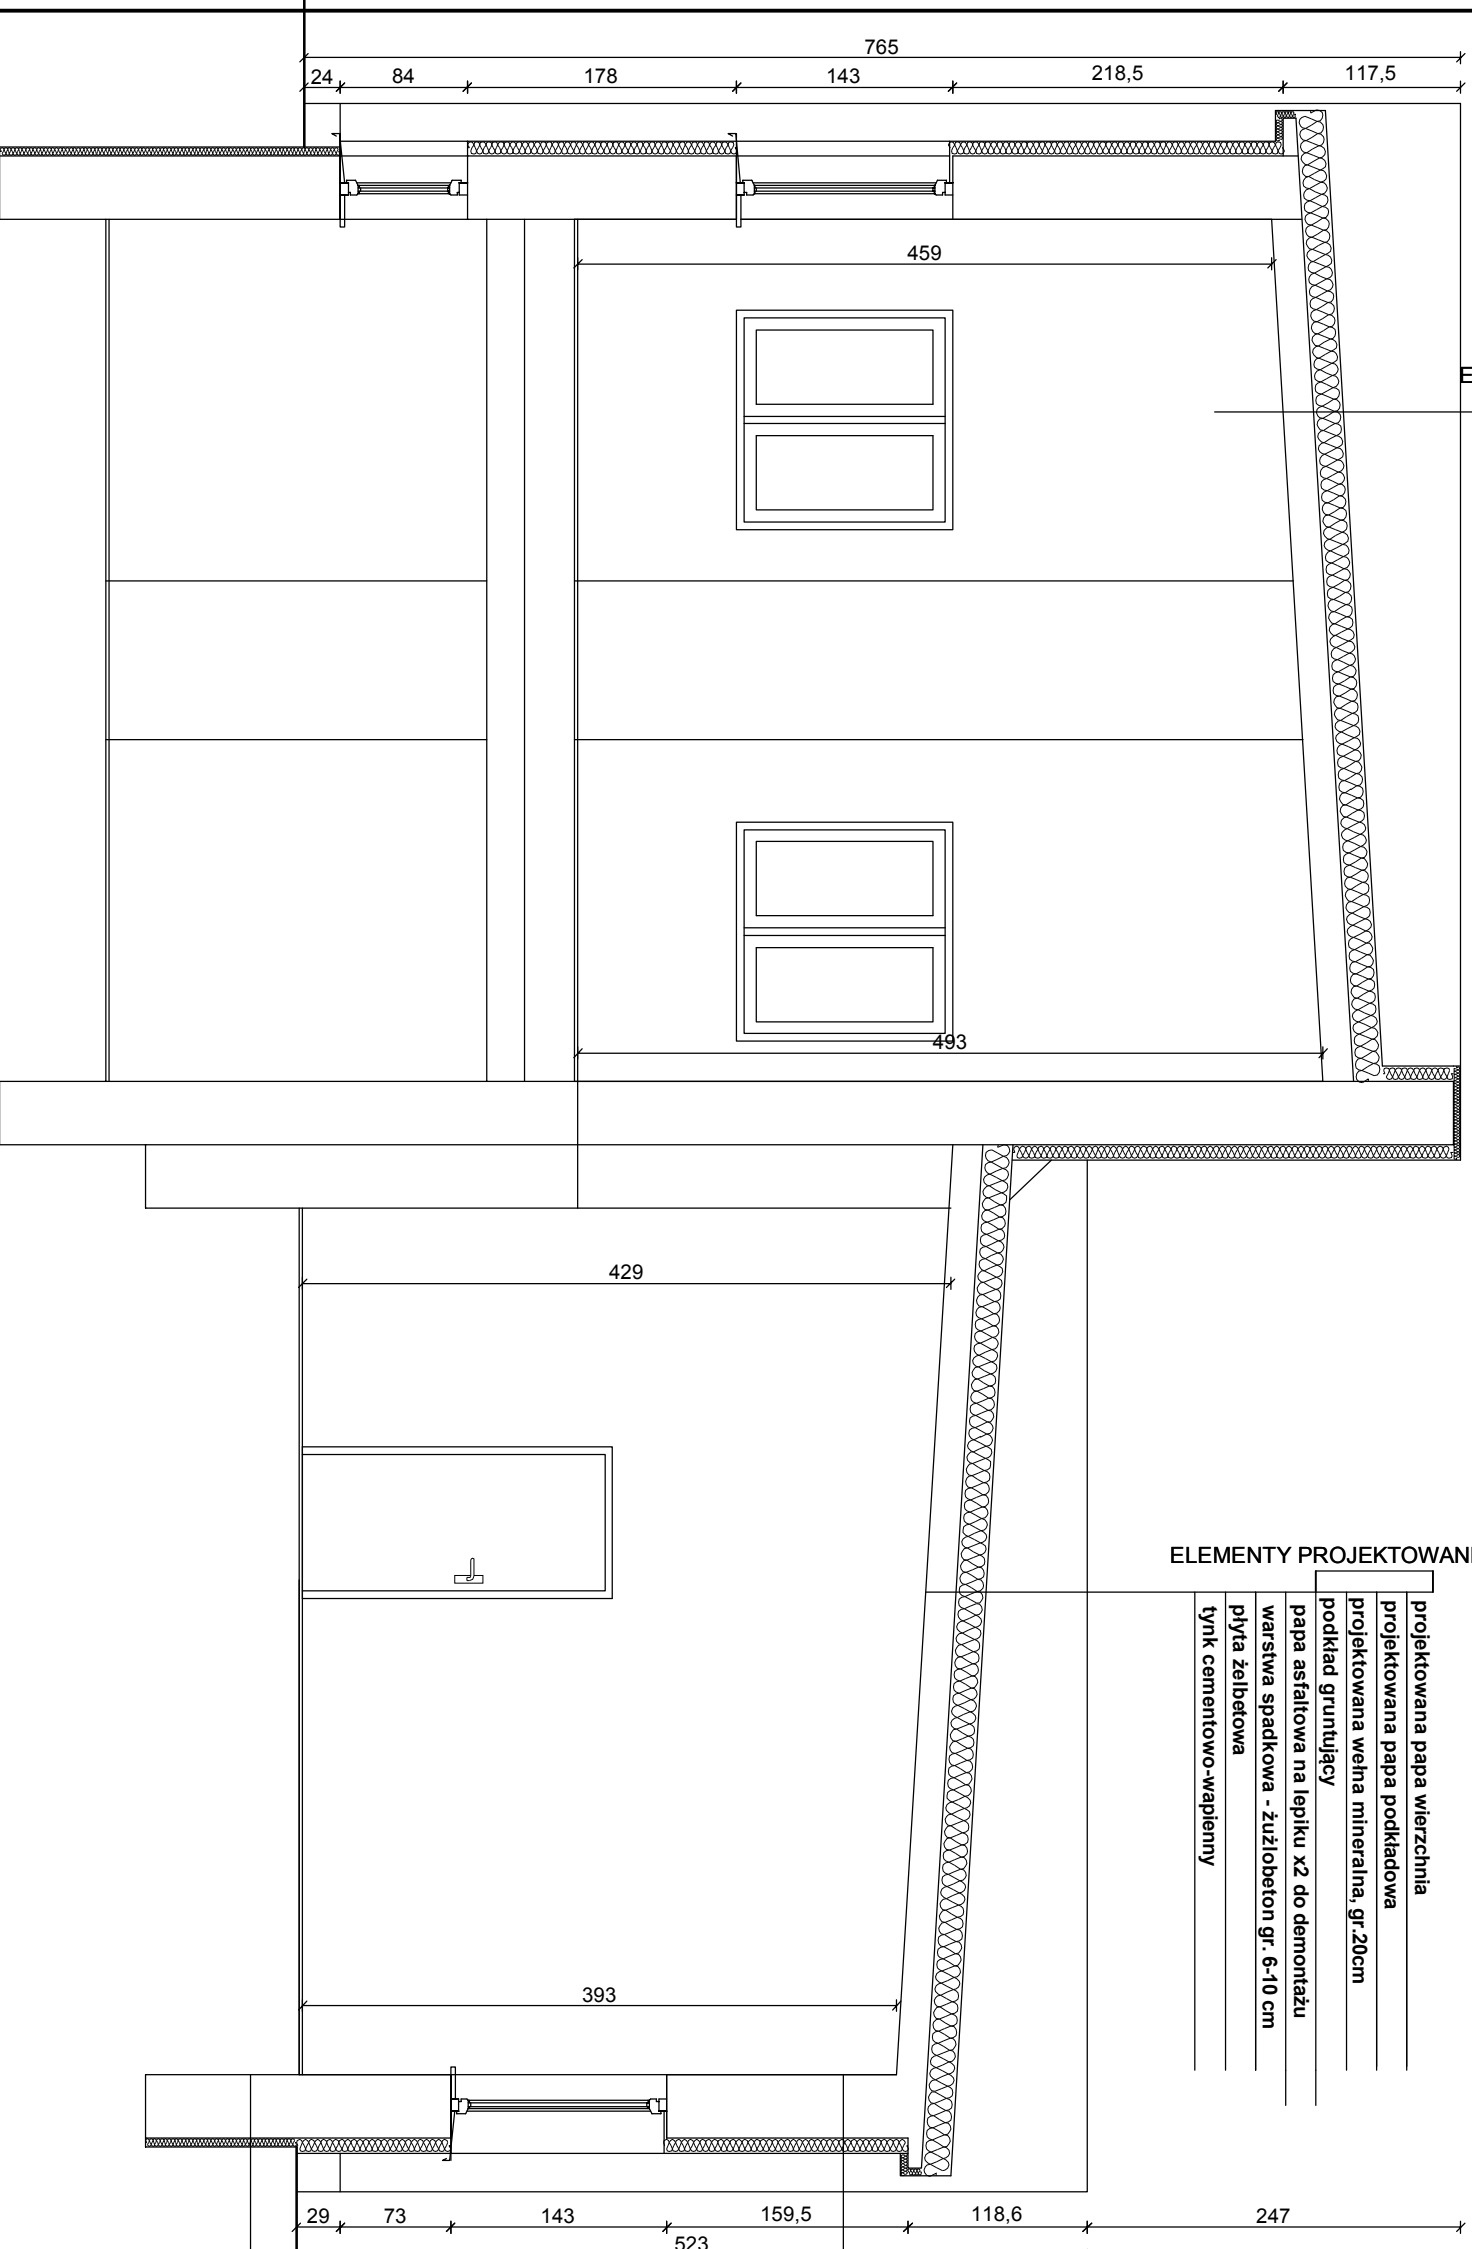 765
24 84 178 143 218,5 117,5
459
E
493
429
ELEMENTY PROJEKTOWAN
projektowana papa wierzchnia
projektowana papa podkładowa
projektowana wełna mineralna, gr.20cm
podkład gruntujący
papa asfaltowa na lepiku x2 do demontażu
warstwa spadkowa - żużlobeton gr. 6-10 cm
płyta żelbetowa
tynk cementowo-wapienny
393
29 73 143 159,5 118,6 247
523